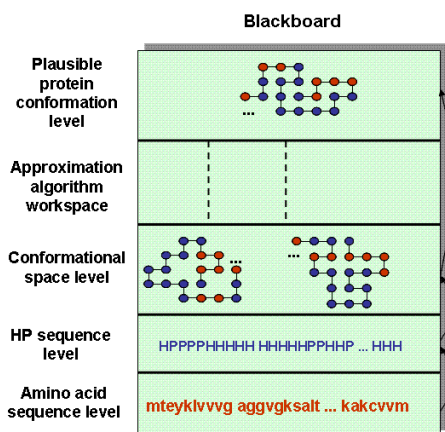 Blackboard
Plausible
protein
conformation
level
...
Approximation
algorithm
workspace
Conformational
space level
...
...
HP sequence
level
HPPPPHHHHH HHHHHPPHHP ... HHH
Amino acid
sequence level
mteyklvvvg aggvgksalt ... kakcvvm